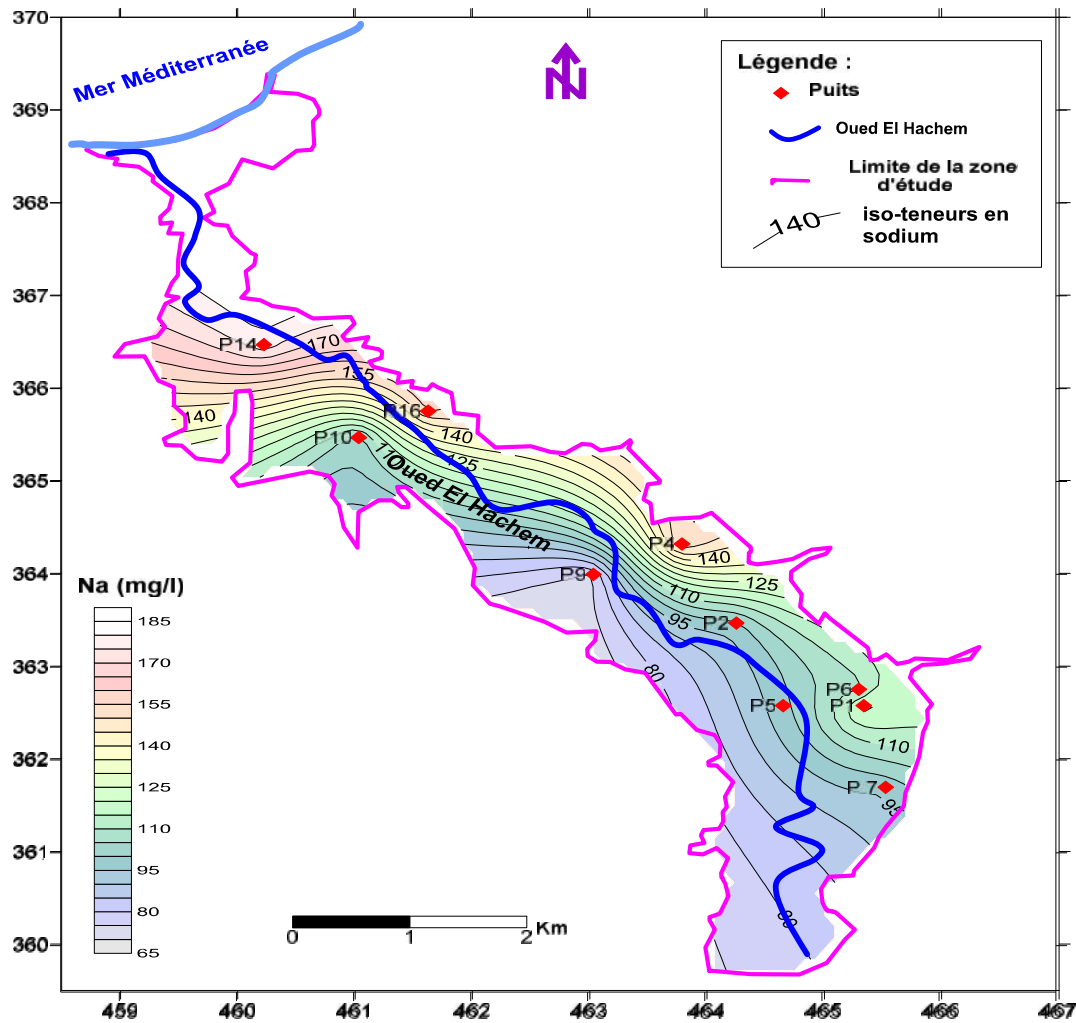 370
369
368
367
366
365
364
363
362
361
360
Mer Méditerranée
N
Légende :
Puits
Oued El Hachem
Limite de la zone
d'étude
140
iso-teneurs en
sodium
P14
170
155
P16
140
140
P10
110
125
Oued El Hachem
P4
140
P9
125
110
P2
95
80
P6
P5
P1
110
P 7
95
80
Na (mg/l)
185
170
155
140
125
110
95
80
65
0
1
2
Km
459
460
461
462
463
464
465
466
467